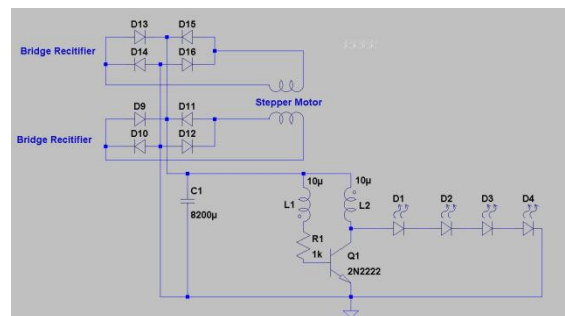 D13 D15
Bridge Recitifier
D14 D16
Stepper Motor
D9 D11
D10 D12
Bridge Recitifier
10µ 10µ
C1
8200µ
L1 L2
D1 D2 D3 D4
R1
1k
Q1
2N2222